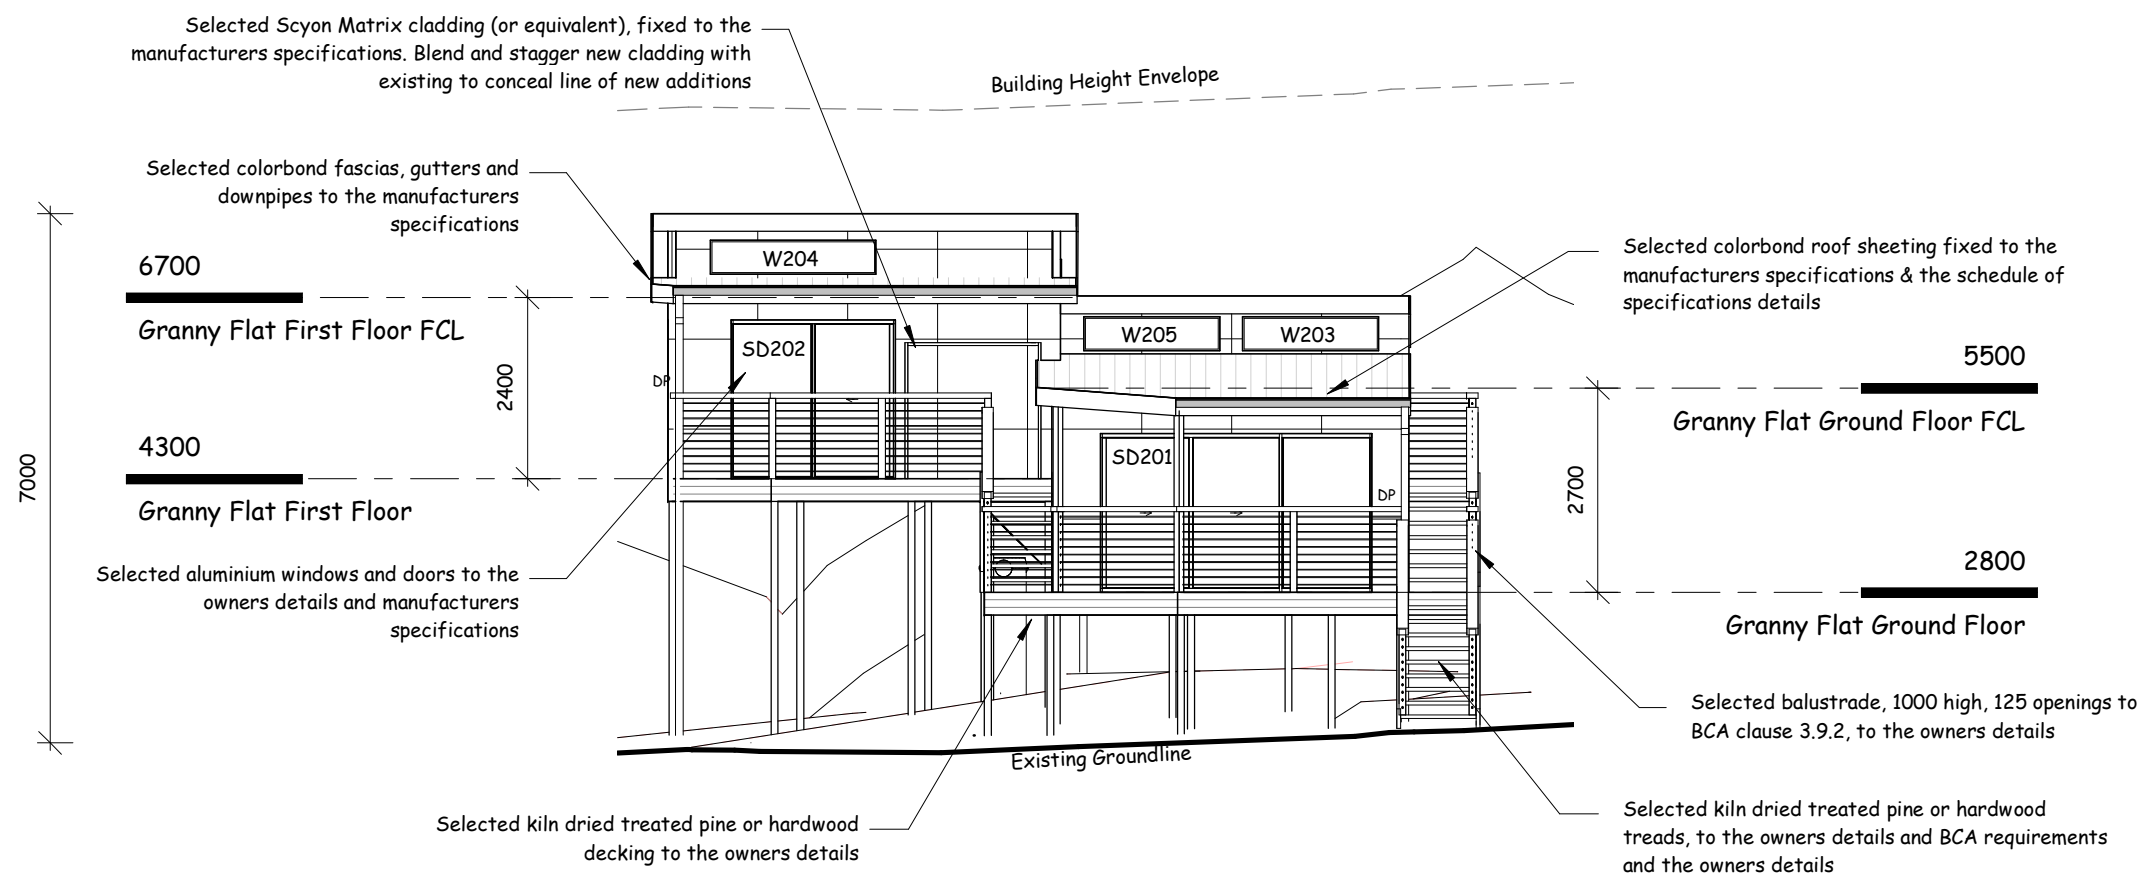 Selected Scyon Matrix cladding (or equivalent), fixed to the
manufacturers specifications. Blend and stagger new cladding with
existing to conceal line of new additions
Building Height Envelope
Selected colorbond fascias, gutters and
downpipes to the manufacturers
specifications
6700
Granny Flat First Floor FCL
2400
4300
Granny Flat First Floor
7000
Selected aluminium windows and doors to the
owners details and manufacturers
specifications
W204
SD202
DP
W205
W203
SD201
DP
Selected colorbond roof sheeting fixed to the
manufacturers specifications & the schedule of
specifications details
5500
Granny Flat Ground Floor FCL
2700
2800
Granny Flat Ground Floor
Selected balustrade, 1000 high, 125 openings to
BCA clause 3.9.2, to the owners details
Existing Groundline
Selected kiln dried treated pine or hardwood
decking to the owners details
Selected kiln dried treated pine or hardwood
treads, to the owners details and BCA requirements
and the owners details